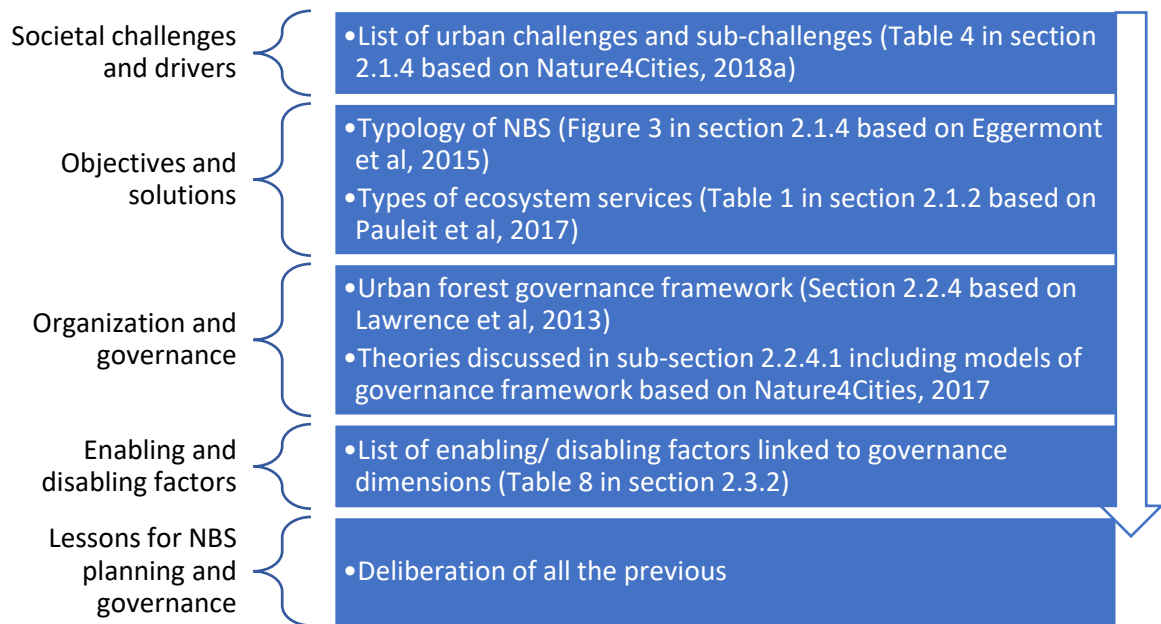 Societal challenges
and drivers
•List of urban challenges and sub-challenges (Table 4 in section
2.1.4 based on Nature4Cities, 2018a)
Objectives and
solutions
•Typology of NBS (Figure 3 in section 2.1.4 based on Eggermont
et al, 2015)
•Types of ecosystem services (Table 1 in section 2.1.2 based on
Pauleit et al, 2017)
Organization and
governance
•Urban forest governance framework (Section 2.2.4 based on
Lawrence et al, 2013)
•Theories discussed in sub-section 2.2.4.1 including models of
governance framework based on Nature4Cities, 2017
Enabling and
disabling factors
•List of enabling/ disabling factors linked to governance
dimensions (Table 8 in section 2.3.2)
Lessons for NBS
planning and
governance
•Deliberation of all the previous